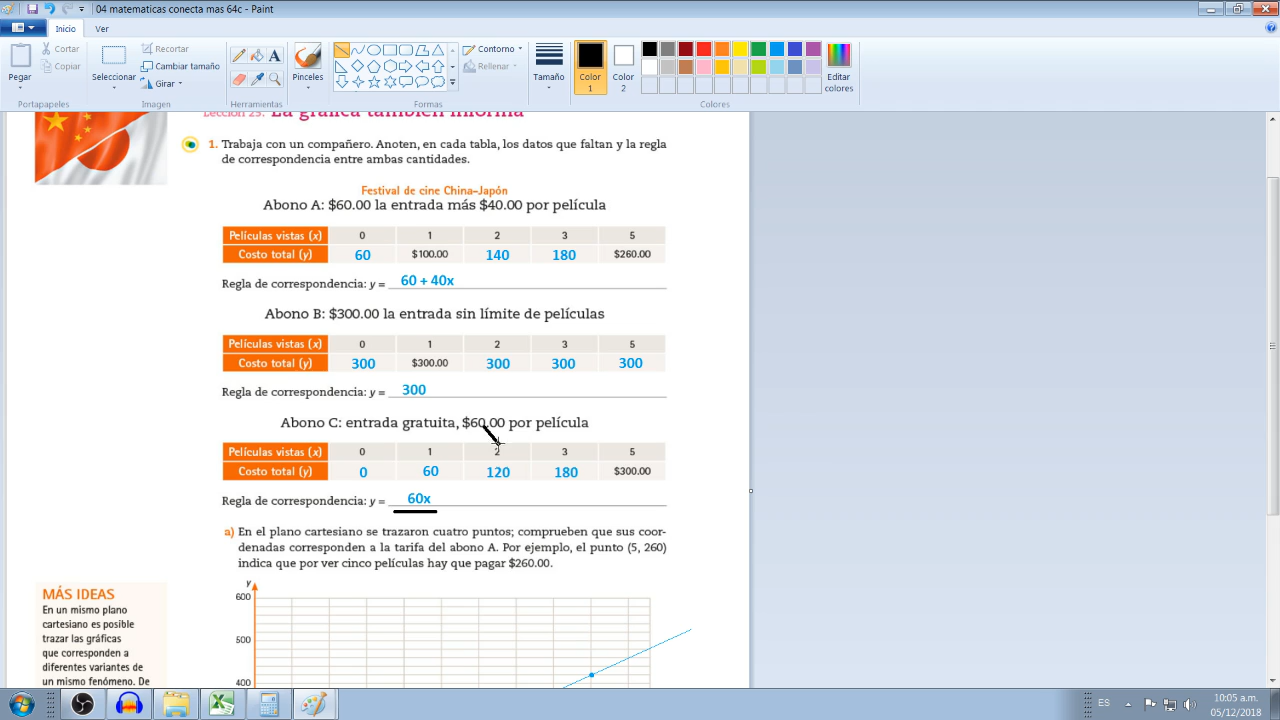 04 matematicas conecta mas 64c - Paint
Inicio Ver
Pegar
Cortar
Copiar
Portapapeles
Seleccionar
Recortar
Cambiar tamaño
Girar
Imagen
A
Herramientas
Pinceles
Contorno
Rellenar
Formas
Tamaño
Color
1
Color
2
Editar
colores
Colores
Lección 25. La gráfica también informa
1. Trabaja con un compañero. Anoten, en cada tabla, los datos que faltan y la regla
de correspondencia entre ambas cantidades.
Festival de cine China–Japón
Abono A: $60.00 la entrada más $40.00 por película
Películas vistas (x) 0 1 2 3 5
Costo total (y) 60 $100.00 140 180 $260.00
Regla de correspondencia: y = 60 + 40x
Abono B: $300.00 la entrada sin límite de películas
Películas vistas (x) 0 1 2 3 5
Costo total (y) 300 $300.00 300 300 300
Regla de correspondencia: y = 300
Abono C: entrada gratuita, $60.00 por película
Películas vistas (x) 0 1 2 3 5
Costo total (y) 0 60 120 180 $300.00
Regla de correspondencia: y = 60x
a) En el plano cartesiano se trazaron cuatro puntos; comprueben que sus coor-
denadas corresponden a la tarifa del abono A. Por ejemplo, el punto (5, 260)
indica que por ver cinco películas hay que pagar $260.00.
MÁS IDEAS
En un mismo plano
cartesiano es posible
trazar las gráficas
que corresponden a
diferentes variantes de
un mismo fenómeno. De
y
600
500
400
ES
10:05 a.m.
05/12/2018